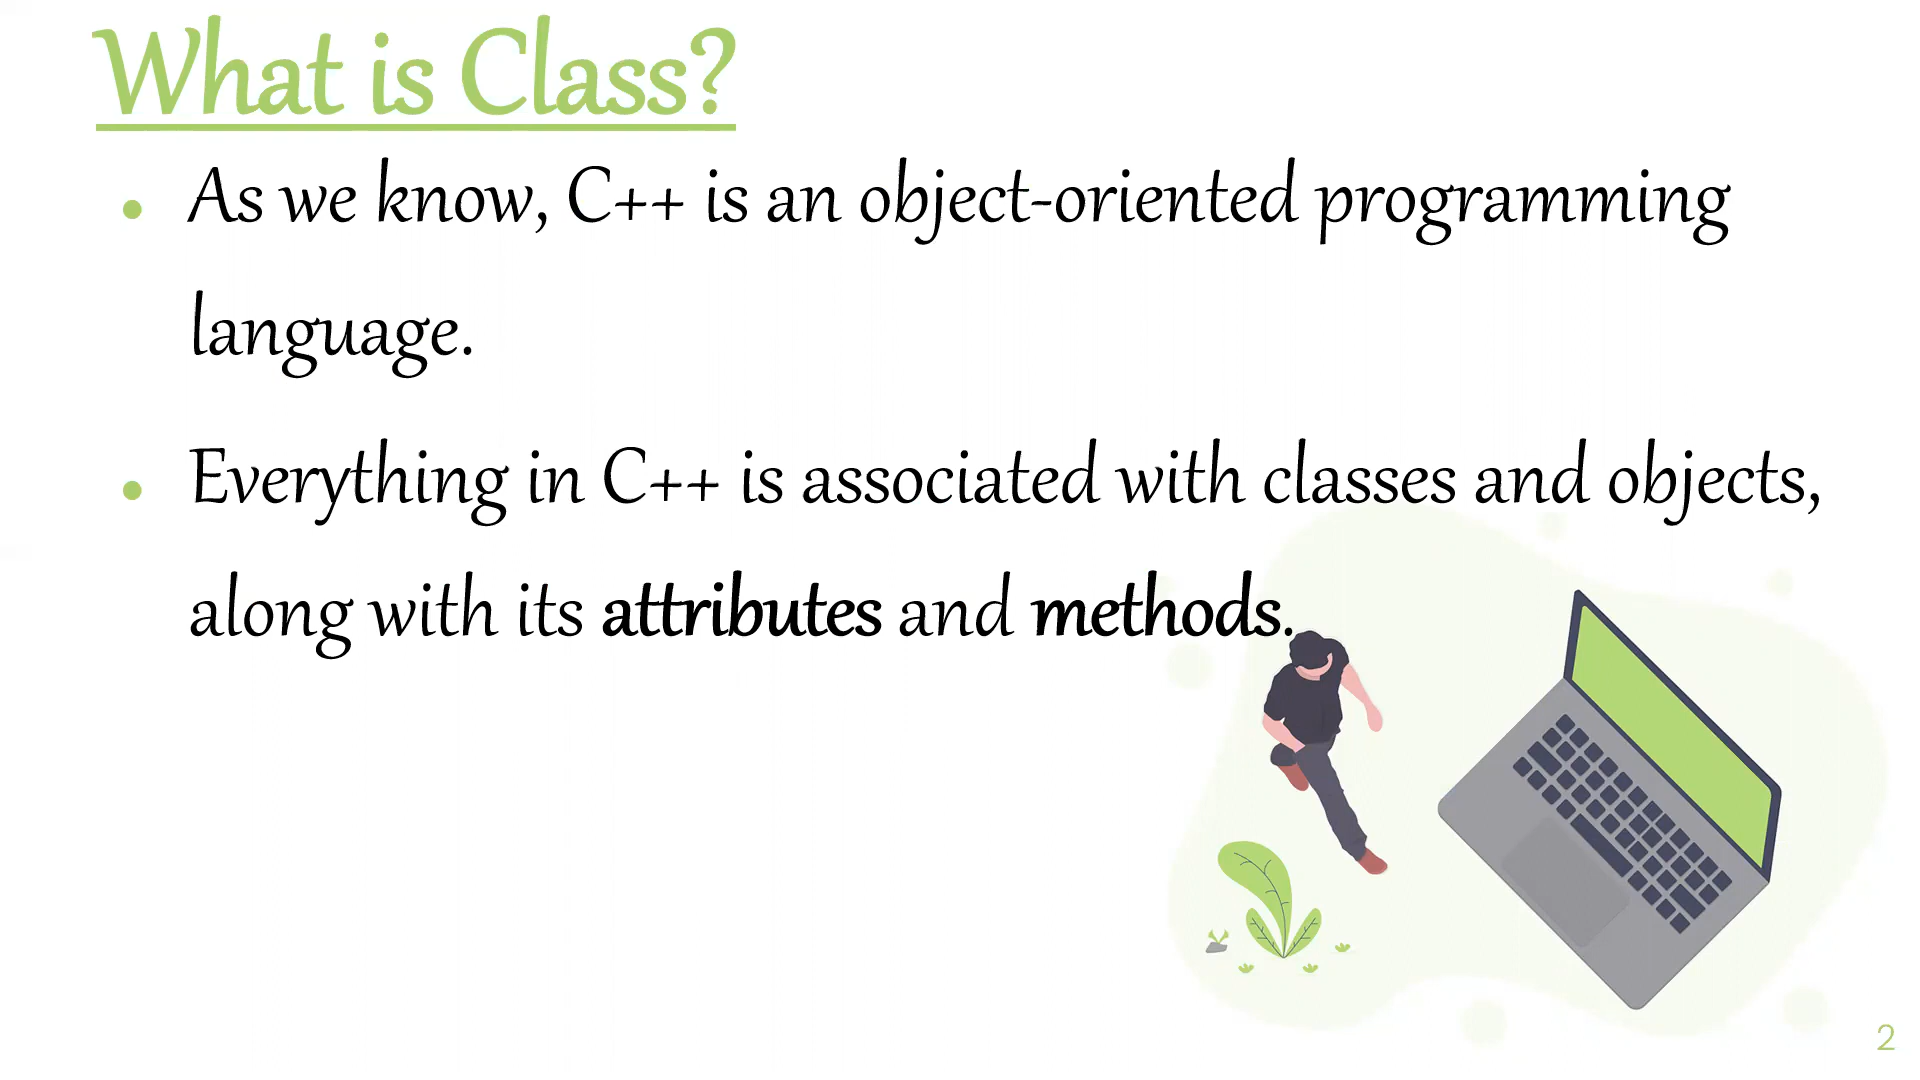 What is Class?
• As we know, C++ is an object-oriented programming
language.
• Everything in C++ is associated with classes and objects,
along with its attributes and methods.
2